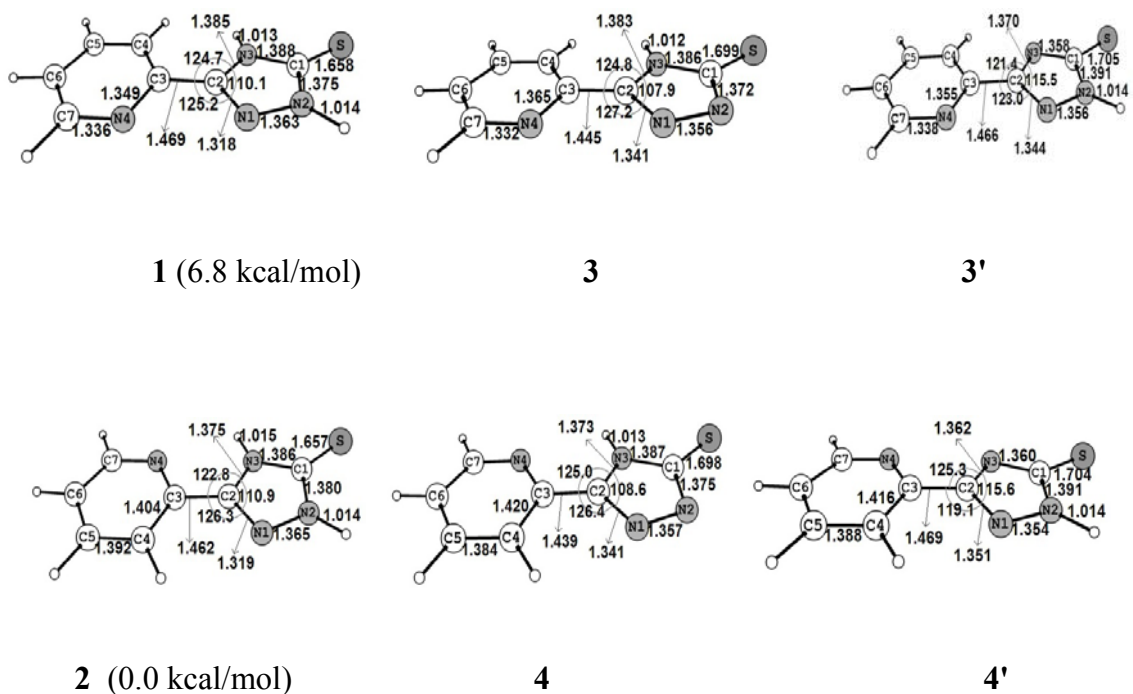 1.385 1.013 1.388 S
C5 C4 124.7 N3 C1 1.658
C6 C3 C2 110.1 1.375
1.349 125.2 N2 1.014
C7 1.336 N4 N1 1.363
1.469 1.318
1.383 1.012 1.699 S
C5 C4 124.8 N3 1.386 C1
C6 C3 C2 107.9 1.372
1.365 127.2 N2
C7 1.332 N4 N1 1.356
1.445 1.341
1.370 1.358 S
C5 C4 121.4 N3 C1 1.705
C6 C3 C2 115.5 1.391
1.355 123.0 N2 1.014
C7 1.338 N4 N1 1.356
1.466 1.344
1 (6.8 kcal/mol) 3 3'
1.375 1.015 1.657 S
C7 N4 122.8 N3 1.386 C1
C6 C3 C2 110.9 1.380
1.404 126.3 N2 1.014
C5 1.392 C4 N1 1.365
1.462 1.319
1.373 1.013 1.698 S
C7 N4 125.0 N3 1.387 C1
C6 C3 C2 108.6 1.375
1.420 126.4 N2
C5 1.384 C4 N1 1.357
1.439 1.341
1.362 1.360 S
C7 N4 125.3 N3 C1 1.704
C6 C3 C2 115.6 1.391
1.416 119.1 N2 1.014
C5 1.388 C4 N1 1.354
1.469 1.351
2 (0.0 kcal/mol) 4 4'